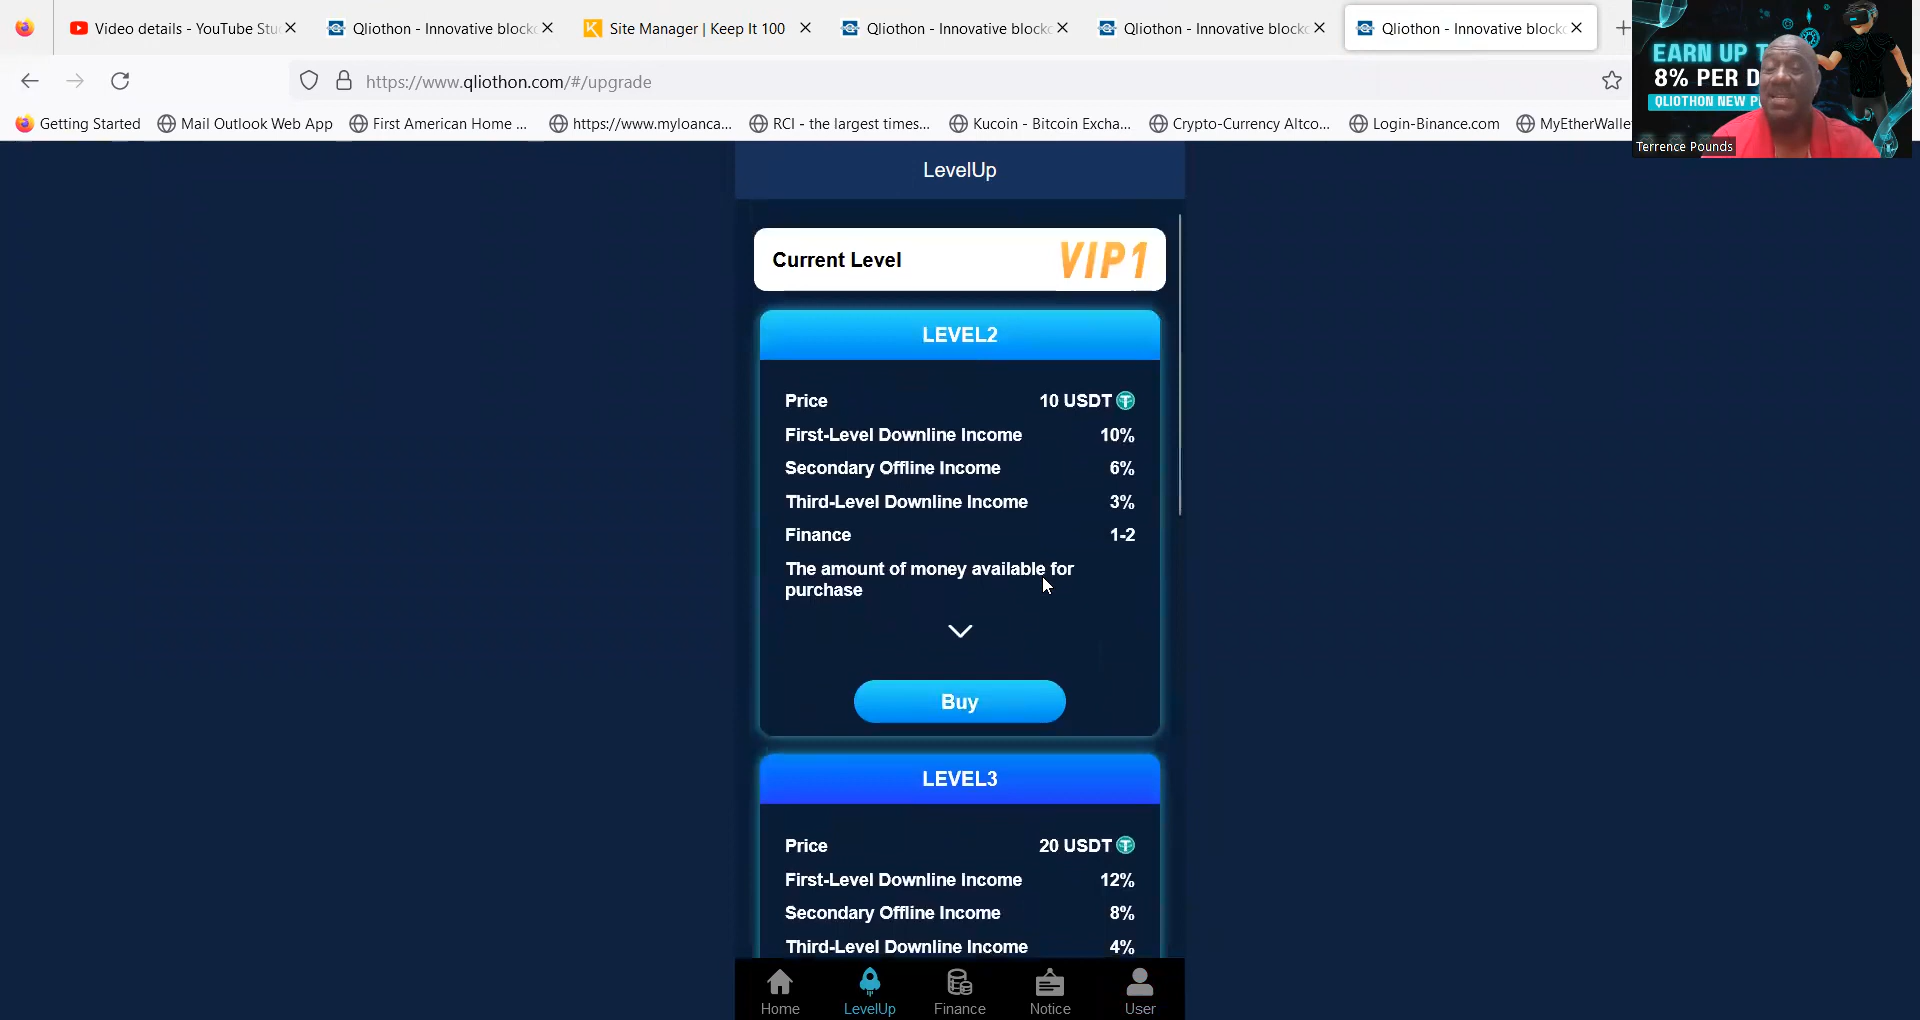 Video details - YouTube Stu
Qliothon - Innovative blockc
Site Manager | Keep It 100
Qliothon - Innovative blockc
Qliothon - Innovative blockc
Qliothon - Innovative blockc
https://www.qliothon.com/#/upgrade
Getting Started
Mail Outlook Web App
First American Home ...
https://www.myloanca...
RCI - the largest times...
Kucoin - Bitcoin Excha...
Crypto-Currency Altco...
Login-Binance.com
MyEtherWalle
EARN UP T
8% PER D
QLIOTHON NEW P
Terrence Pounds
LevelUp
Current Level VIP1
LEVEL2
Price 10 USDT
First-Level Downline Income 10%
Secondary Offline Income 6%
Third-Level Downline Income 3%
Finance 1-2
The amount of money available for
purchase
Buy
LEVEL3
Price 20 USDT
First-Level Downline Income 12%
Secondary Offline Income 8%
Third-Level Downline Income 4%
Home LevelUp Finance Notice User